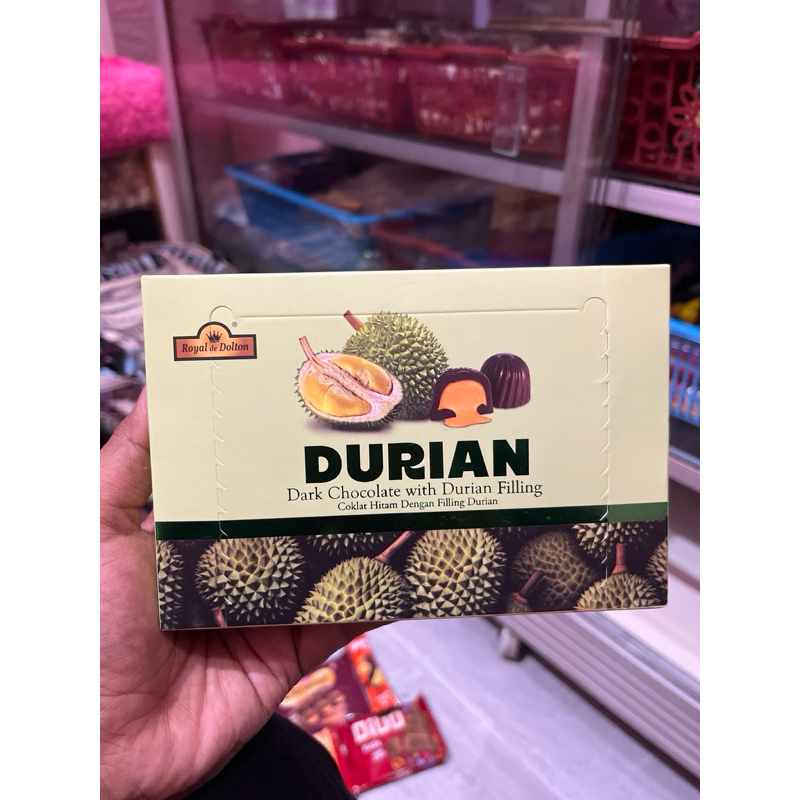 Royal de Dolton
®
DURIAN
Dark Chocolate with Durian Filling
Coklat Hitam Dengan Filling Durian